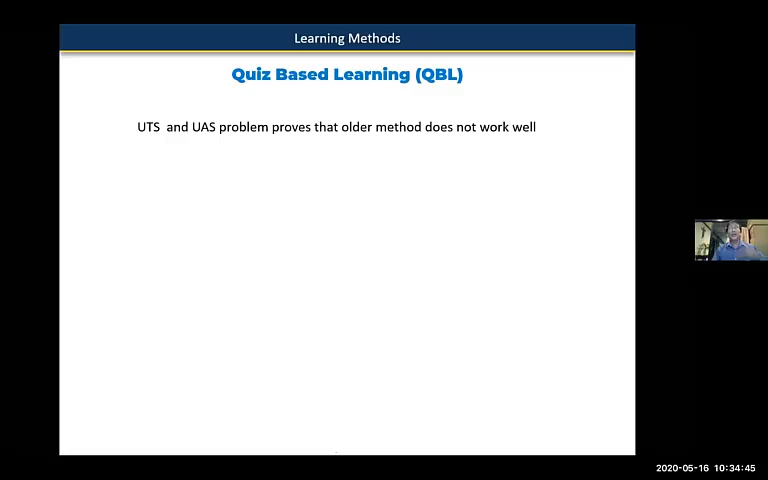 Learning Methods
Quiz Based Learning (QBL)
UTS and UAS problem proves that older method does not work well
2020-05-16 10:34:45